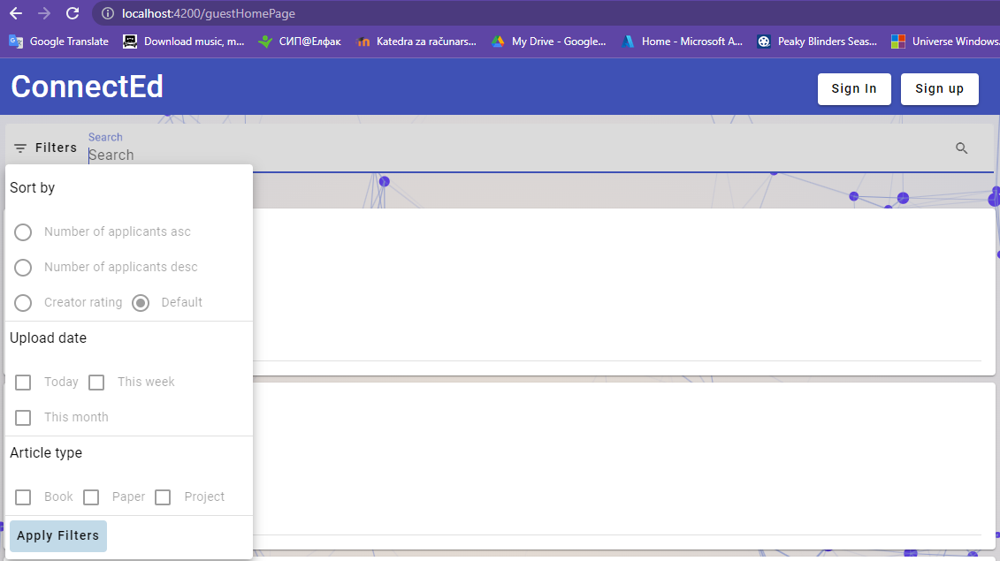 localhost:4200/guestHomePage
Google Translate Download music, m... СИП@Елфак Katedra za računars... My Drive - Google... Home - Microsoft A... Peaky Blinders Seas... Universe Windows.
ConnectEd
Sign In Sign up
Search
Filters Search
Sort by
Number of applicants asc
Number of applicants desc
Creator rating Default
Upload date
Today This week
This month
Article type
Book Paper Project
Apply Filters